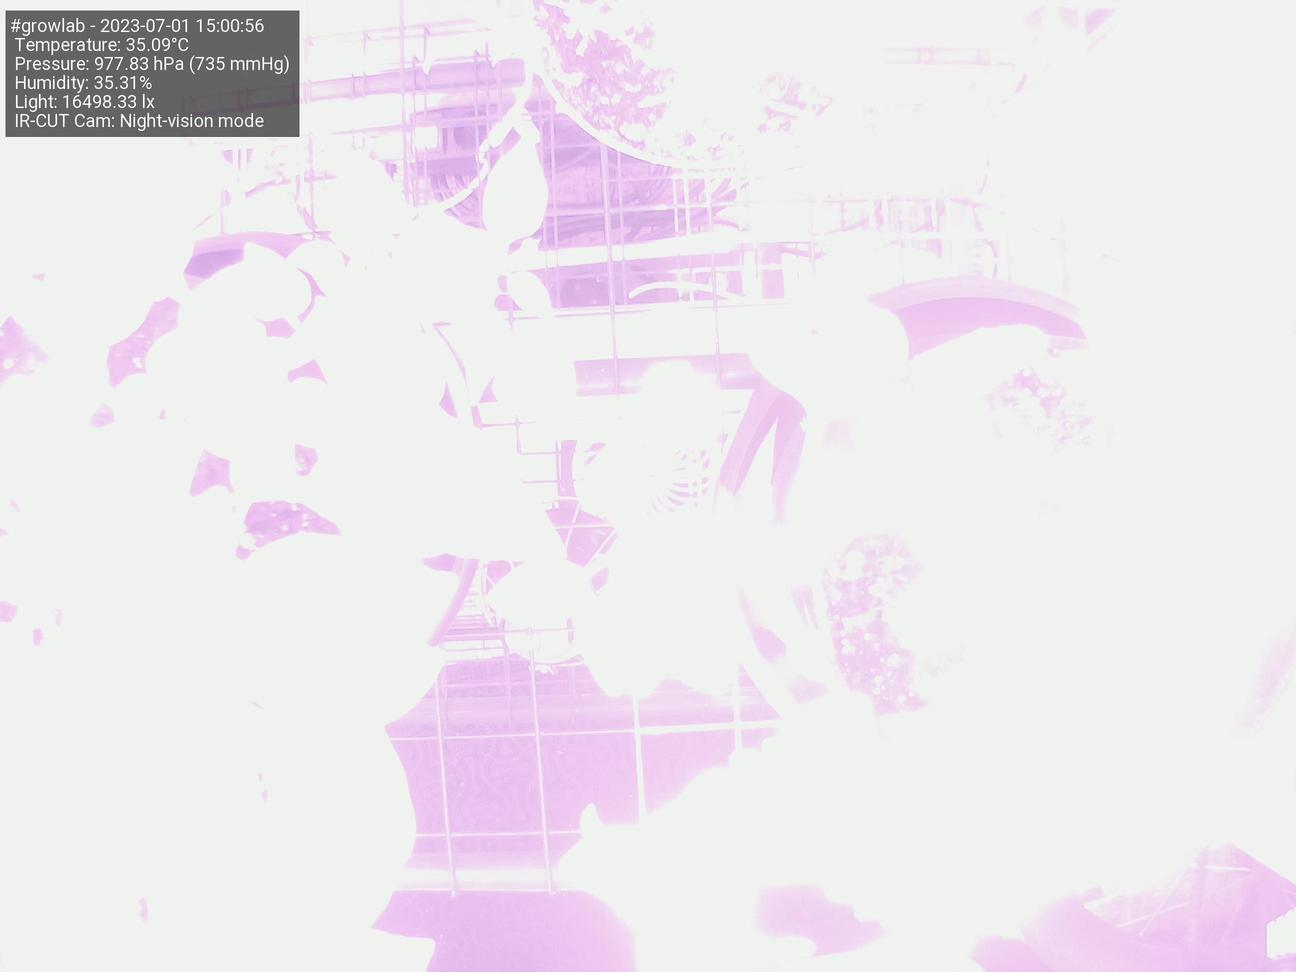 #growlab - 2023-07-01 15:00:56
Temperature: 35.09°C
Pressure: 977.83 hPa (735 mmHg)
Humidity: 35.31%
Light: 16498.33 lx
IR-CUT Cam: Night-vision mode